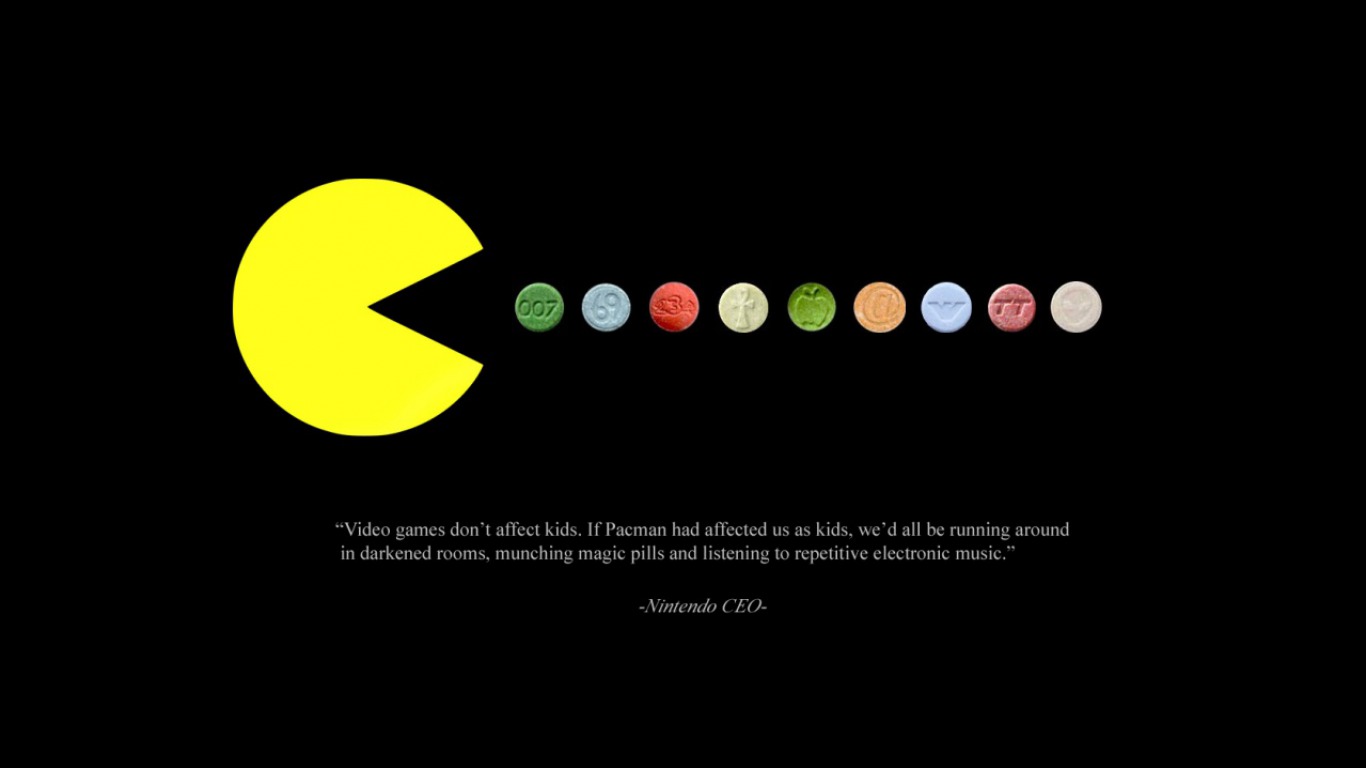 007 69 @ TT
“Video games don’t affect kids. If Pacman had affected us as kids, we’d all be running around
in darkened rooms, munching magic pills and listening to repetitive electronic music.”
-Nintendo CEO-